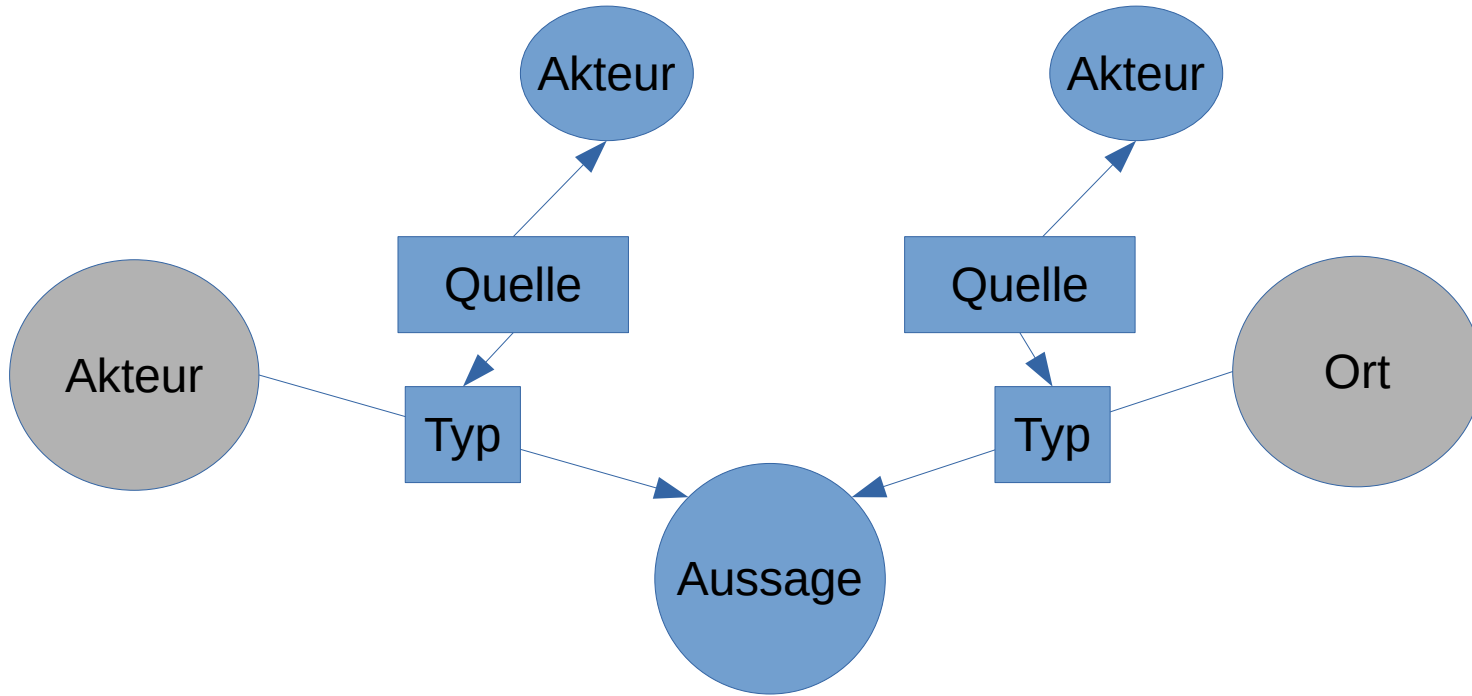 Akteur
Akteur
Quelle
Quelle
Akteur
Ort
Typ
Typ
Aussage